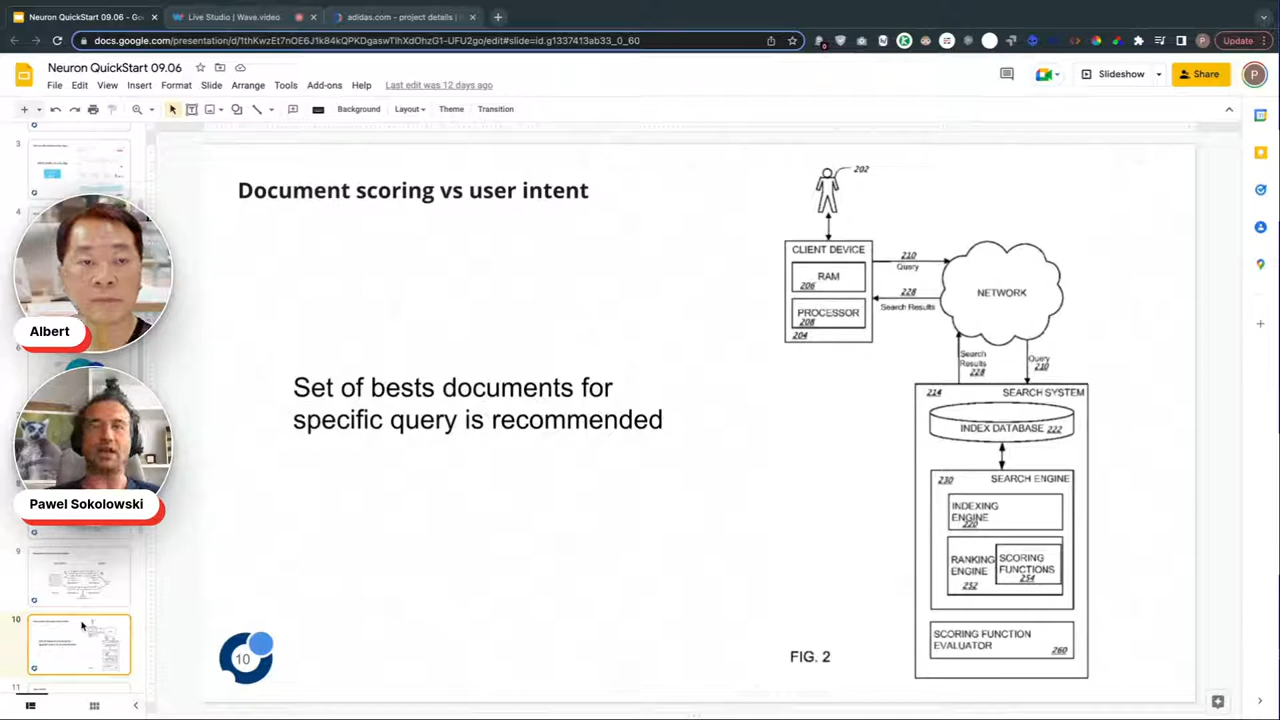 Neuron QuickStart 09.06 - Go
Live Studio | Wave.video
adidas.com - project details | N
docs.google.com/presentation/d/1thKwzEt7nOE6J1k84kQPKDgaswTlhXdOhzG1-UFU2go/edit#slide=id.g1337413ab33_0_60
Update
Neuron QuickStart 09.06
File Edit View Insert Format Slide Arrange Tools Add-ons Help Last edit was 12 days ago
Slideshow
Share
P
Background Layout Theme Transition
3
4
6
8
9
10
11
Albert
Pawel Sokolowski
Document scoring vs user intent
Set of bests documents for
specific query is recommended
10
202
CLIENT DEVICE
RAM
206
PROCESSOR
208
204
210
Query
228
Search Results
NETWORK
Search
Results
228
Query
210
214
SEARCH SYSTEM
INDEX DATABASE 222
230
SEARCH ENGINE
INDEXING
ENGINE
220
RANKING
ENGINE
252
SCORING
FUNCTIONS
254
SCORING FUNCTION
EVALUATOR
260
FIG. 2